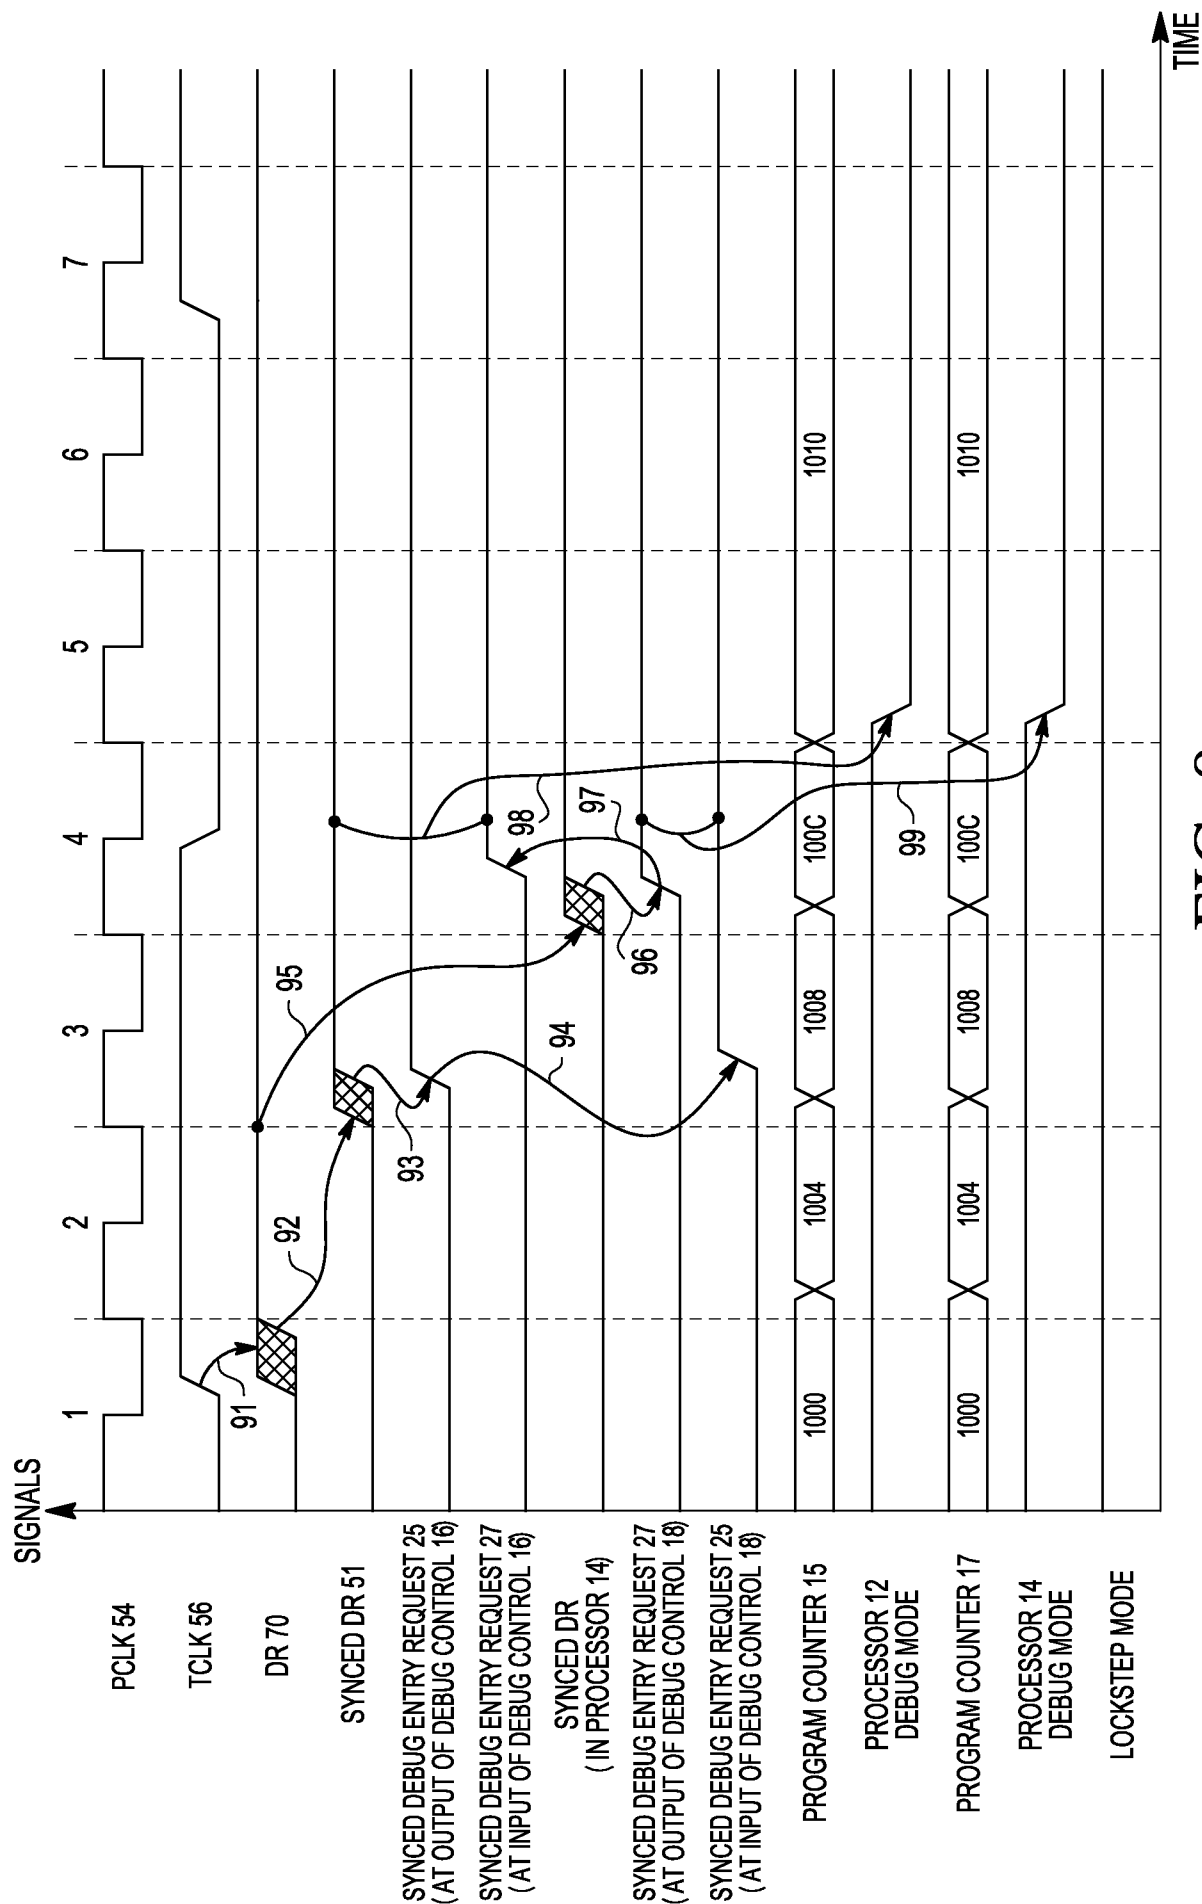 SIGNALS
1 2 3 4 5 6 7
PCLK 54
TCLK 56
91
DR 70
92
95
SYNCED DR 51
93
SYNCED DEBUG ENTRY REQUEST 25
( AT OUTPUT OF DEBUG CONTROL 16)
94
SYNCED DEBUG ENTRY REQUEST 27
( AT INPUT OF DEBUG CONTROL 16)
98
97
SYNCED DR
( IN PROCESSOR 14)
96
SYNCED DEBUG ENTRY REQUEST 27
( AT OUTPUT OF DEBUG CONTROL 18)
SYNCED DEBUG ENTRY REQUEST 25
( AT INPUT OF DEBUG CONTROL 18)
PROGRAM COUNTER 15
1000 1004 1008 100C 1010
PROCESSOR 12
DEBUG MODE
99
PROGRAM COUNTER 17
1000 1004 1008 100C 1010
PROCESSOR 14
DEBUG MODE
LOCKSTEP MODE
TIME